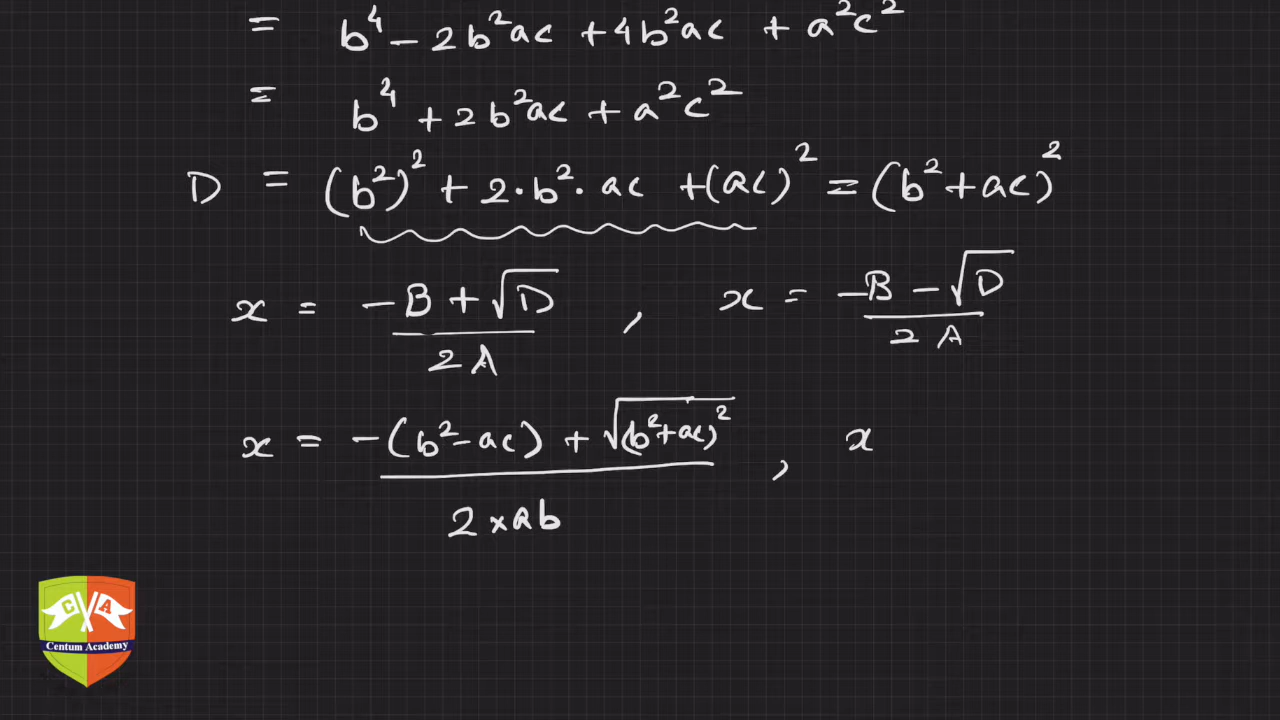 = b⁴ - 2b²ac + 4b²ac + a²c²
= b⁴ + 2b²ac + a²c²
D = (b²)² + 2·b²·ac + (ac)² = (b² + ac)²
x = (-B + √D) / 2A , x = (-B - √D) / 2A
x = (-(b² - ac) + √(b² + ac)²) / 2×ab , x
C A
Centum Academy